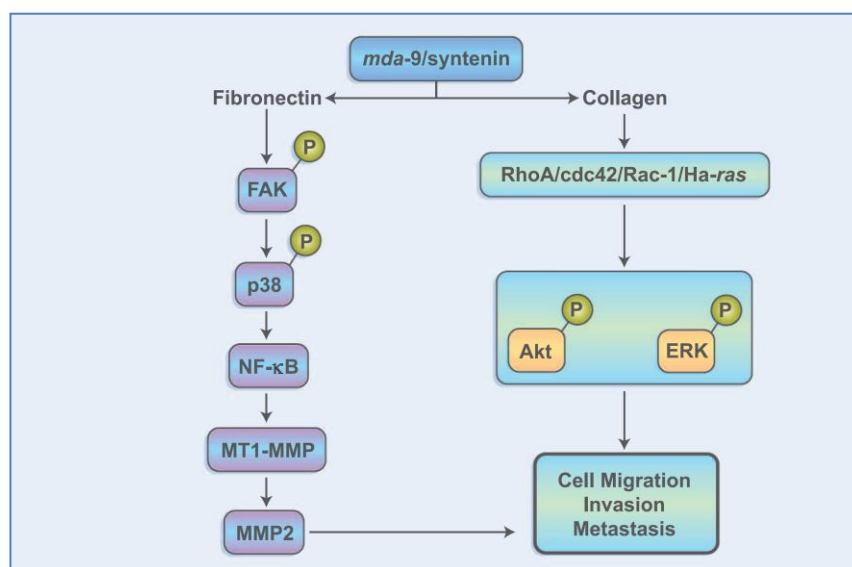 mda-9/syntenin
Fibronectin
Collagen
P
FAK
RhoA/cdc42/Rac-1/Ha-ras
P
p38
P
Akt
P
ERK
NF-κB
MT1-MMP
MMP2
Cell Migration
Invasion
Metastasis